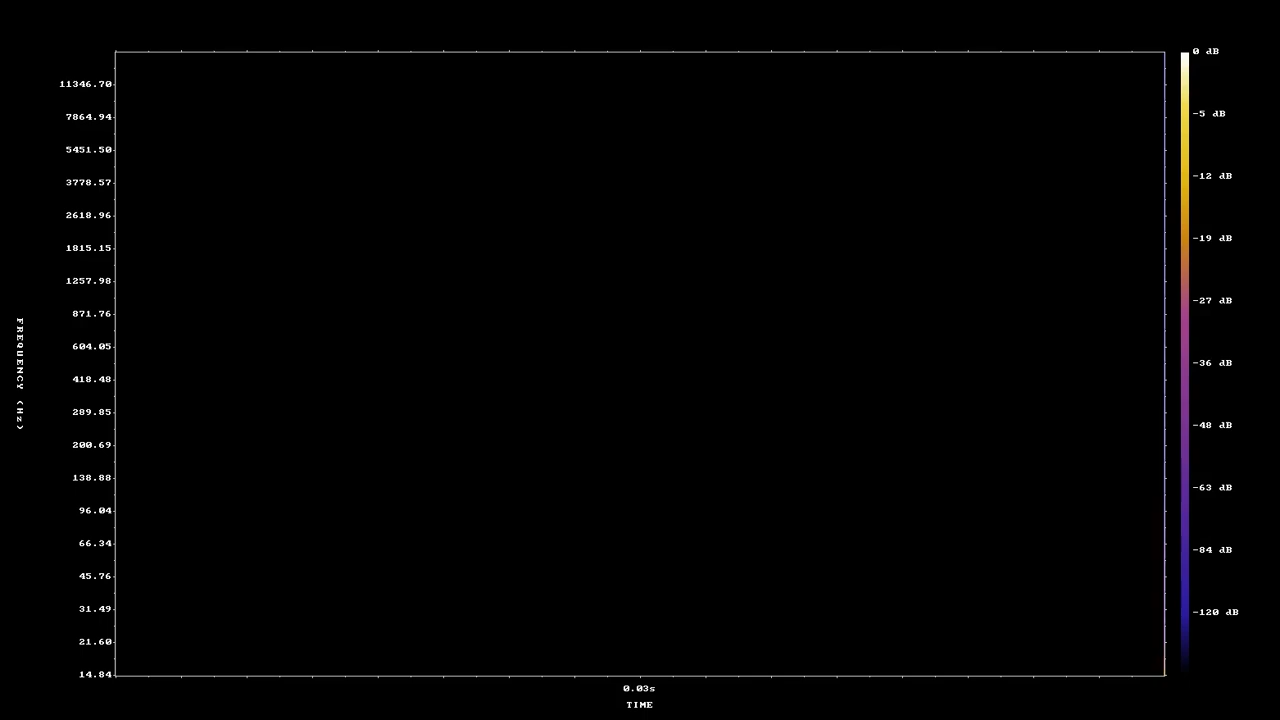 0 dB
11346.70
7864.94
-5 dB
5451.50
-12 dB
3778.57
2618.96
-19 dB
1815.15
1257.98
-27 dB
871.76
604.05
-36 dB
418.48
289.85
-48 dB
200.69
138.88
-63 dB
96.04
66.34
-84 dB
45.76
31.49
-120 dB
21.60
14.84
FREQUENCY (Hz)
0.03s
TIME